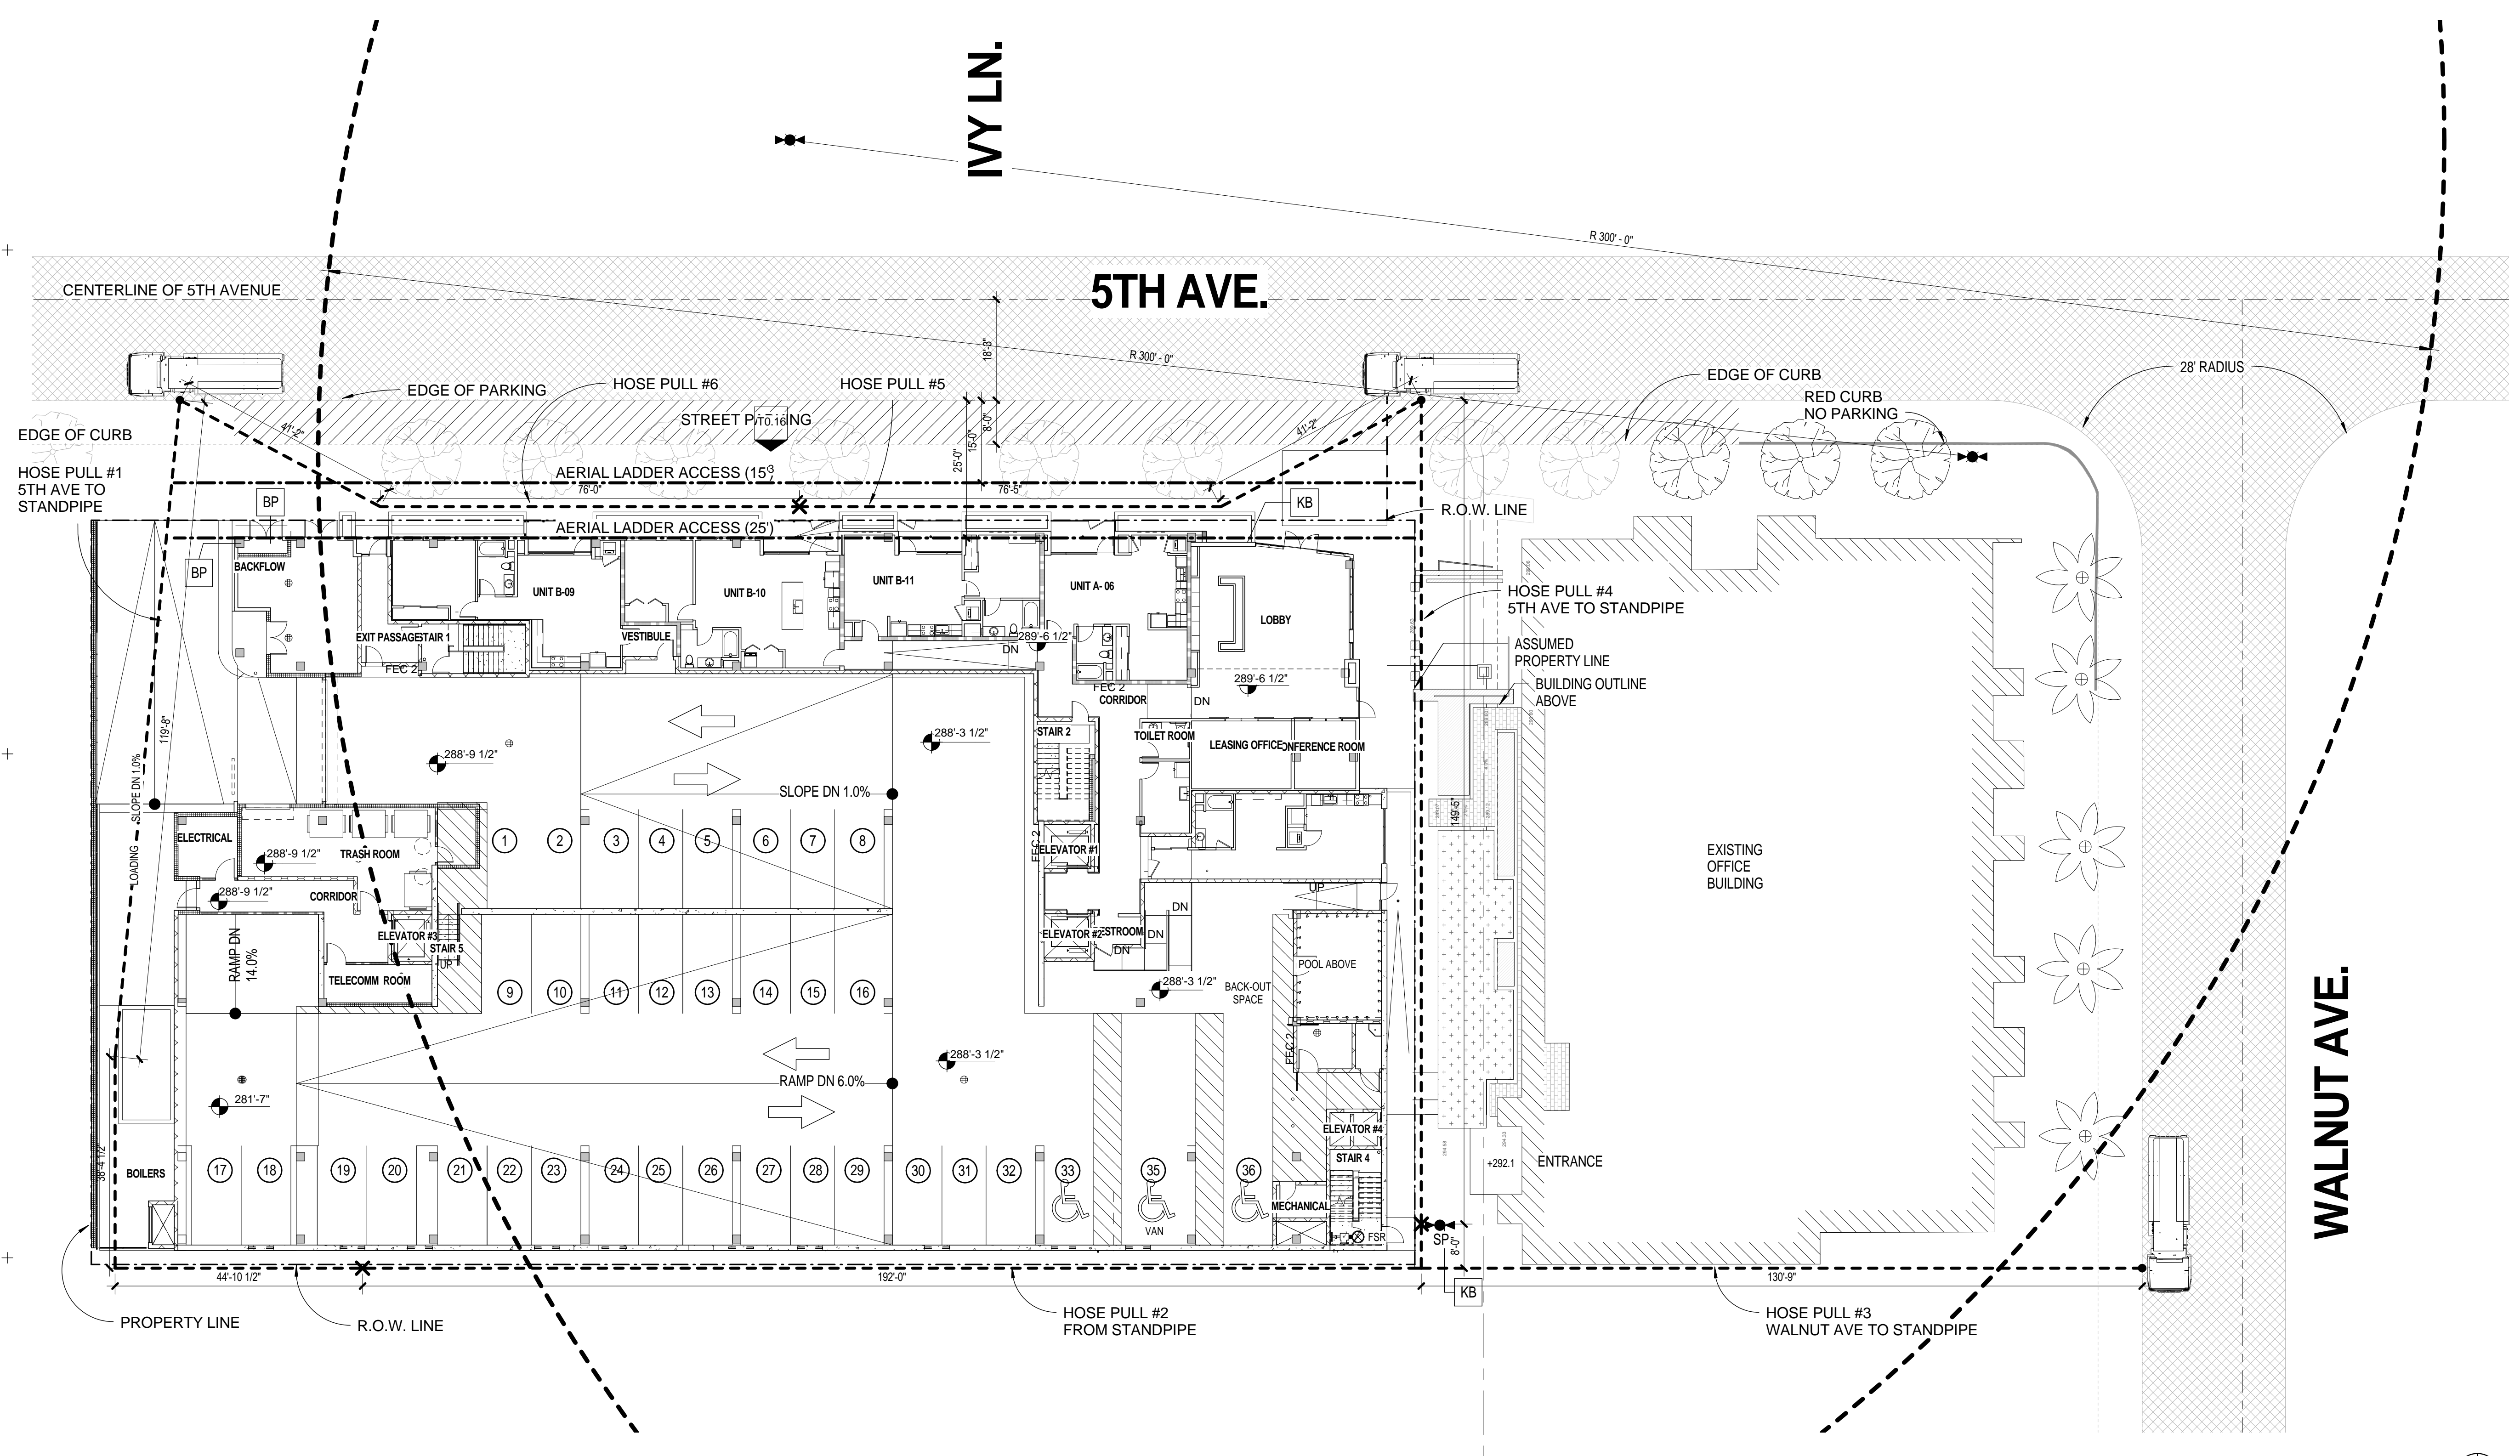 IVY LN.
R 300' - 0"
CENTERLINE OF 5TH AVENUE
5TH AVE.
18'-3"
R 300' - 0"
EDGE OF PARKING
HOSE PULL #6
HOSE PULL #5
EDGE OF CURB
28' RADIUS
RED CURB
NO PARKING
STREET
8'-0"
15'-0"
25'-0"
41'-2"
41'-2"
EDGE OF CURB
HOSE PULL #1
5TH AVE TO
STANDPIPE
AERIAL LADDER ACCESS (15'
76'-0"
76'-5"
BP
KB
R.O.W. LINE
AERIAL LADDER ACCESS (25')
BP
BACKFLOW
UNIT B-09
UNIT B-10
UNIT B-11
UNIT A- 06
LOBBY
HOSE PULL #4
5TH AVE TO STANDPIPE
EXIT PASSAGE
STAIR 1
VESTIBULE
289'-6 1/2"
DN
FEC 2
ASSUMED
PROPERTY LINE
BUILDING OUTLINE
ABOVE
FEC 2
CORRIDOR
DN
289'-6 1/2"
119'-8"
288'-9 1/2"
288'-3 1/2"
STAIR 2
TOILET ROOM
LEASING OFFICE
ONFERENCE ROOM
SLOPE DN 1.0%
SLOPE DN 1.0%
LOADING
149'-5"
ELECTRICAL
288'-9 1/2"
TRASH ROOM
1
2
3
4
5
6
7
8
FEC 2
ELEVATOR #1
EXISTING
OFFICE
BUILDING
288'-9 1/2"
CORRIDOR
UP
DN
RAMP DN
14.0%
ELEVATOR #3
STAIR 5
UP
ELEVATOR #2
ESTROOM
DN
DN
TELECOMM ROOM
POOL ABOVE
9
10
11
12
13
14
15
16
288'-3 1/2"
BACK-OUT
SPACE
WALNUT AVE.
288'-3 1/2"
FEC 2
RAMP DN 6.0%
281'-7"
ELEVATOR #4
38'-4 1/2"
BOILERS
17
18
19
20
21
22
23
24
25
26
27
28
29
30
31
32
33
35
36
STAIR 4
+292.1
ENTRANCE
MECHANICAL
VAN
FSR
SP
8'-0"
44'-10 1/2"
192'-0"
130'-9"
KB
PROPERTY LINE
R.O.W. LINE
HOSE PULL #2
FROM STANDPIPE
HOSE PULL #3
WALNUT AVE TO STANDPIPE